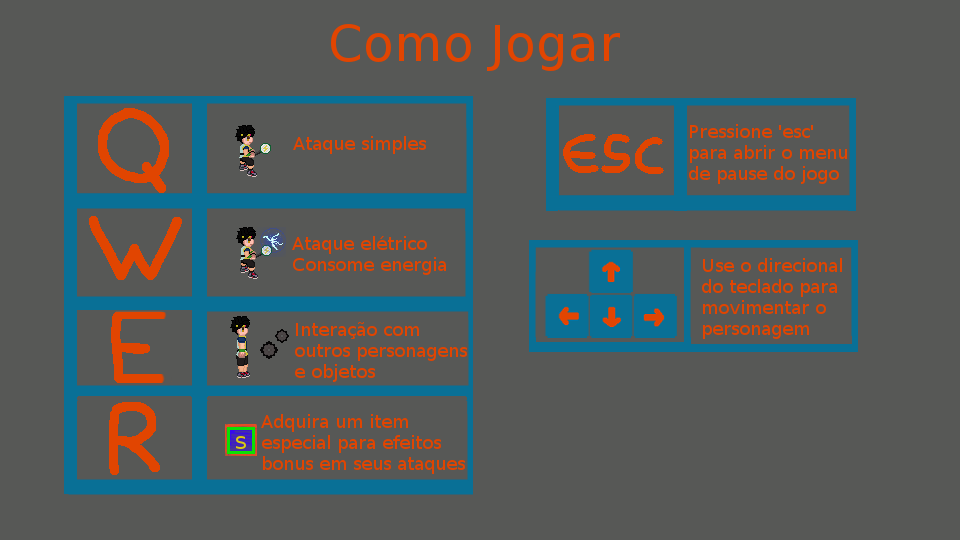 Como Jogar
Q
Ataque simples
W
Ataque elétrico
Consome energia
E
Interação com
outros personagens
e objetos
R
S
Adquira um item
especial para efeitos
bonus em seus ataques
ESC
Pressione 'esc'
para abrir o menu
de pause do jogo
Use o direcional
do teclado para
movimentar o
personagem